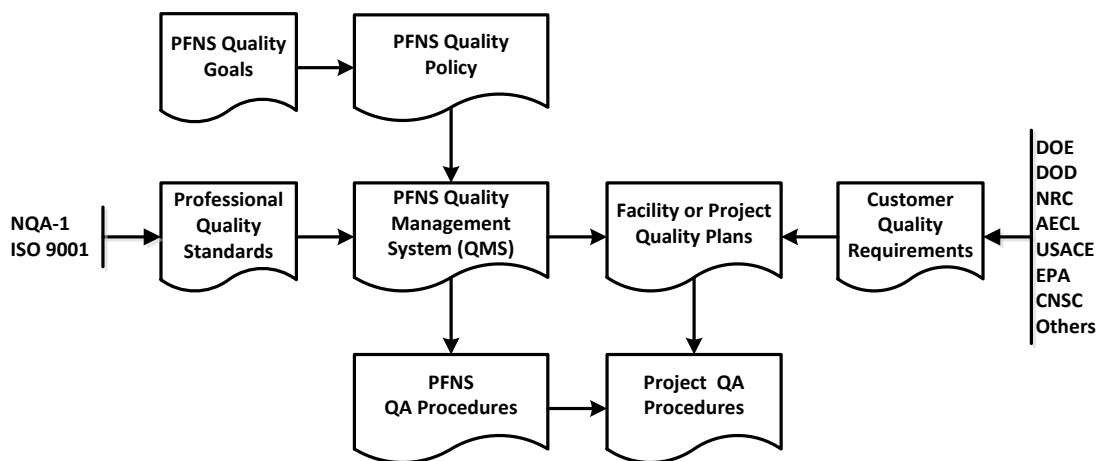 PFNS Quality
Goals
PFNS Quality
Policy
NQA-1
ISO 9001
Professional
Quality
Standards
PFNS Quality
Management
System (QMS)
Facility or Project
Quality Plans
Customer
Quality
Requirements
DOE
DOD
NRC
AECL
USACE
EPA
CNSC
Others
PFNS
QA Procedures
Project QA
Procedures